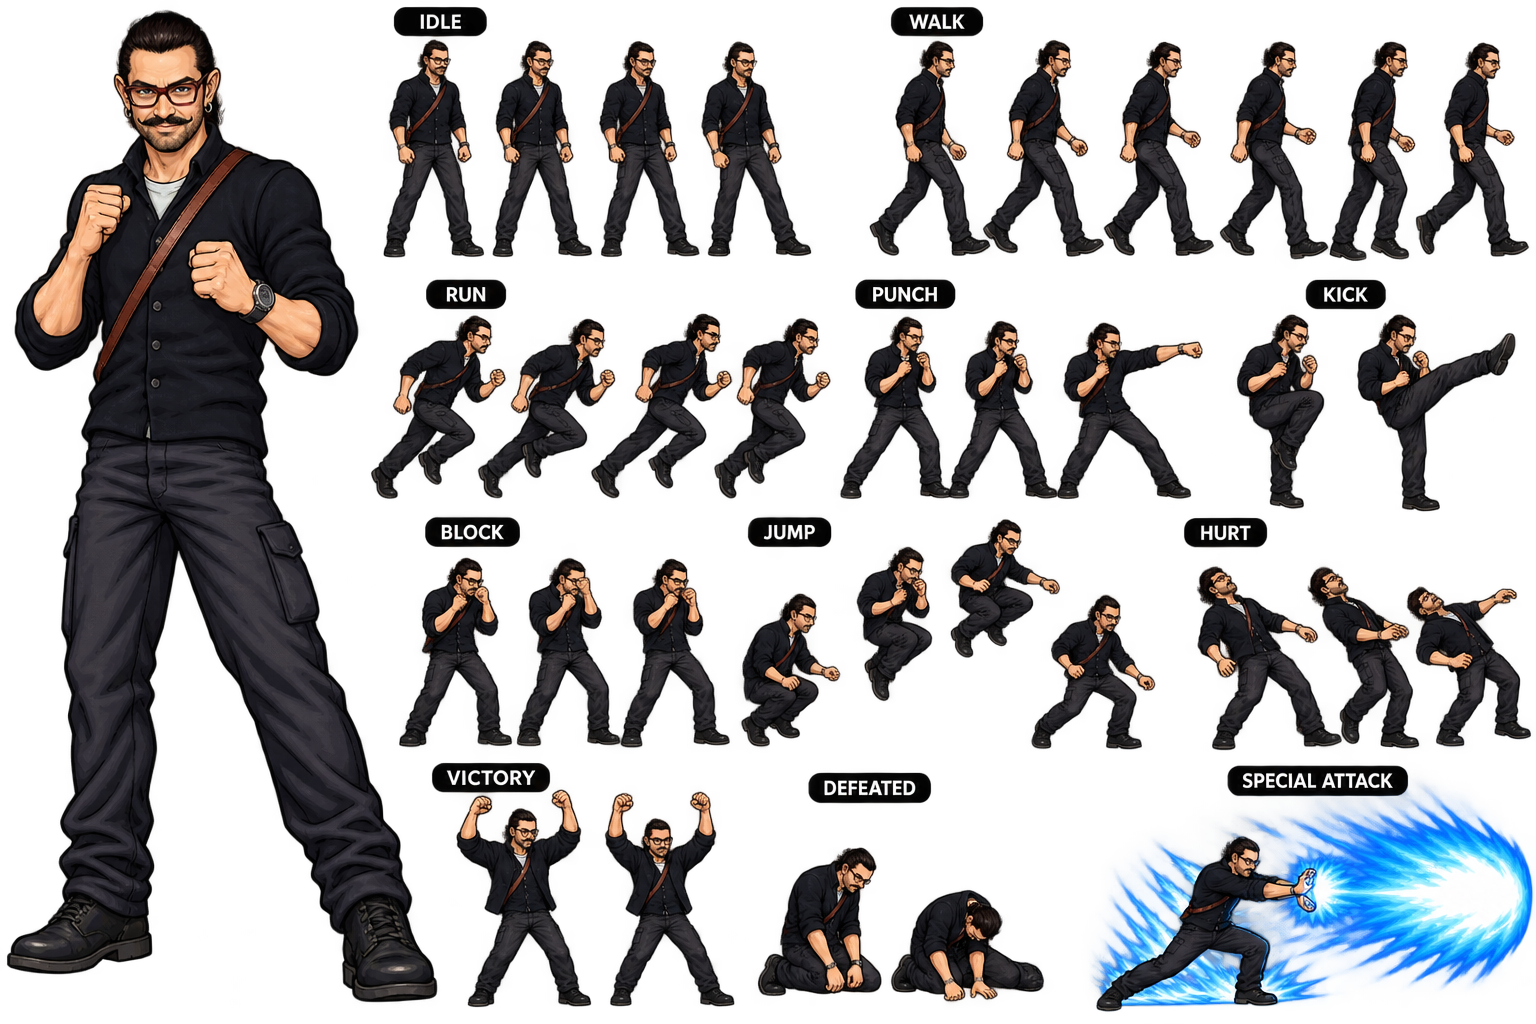 IDLE
WALK
RUN
PUNCH
KICK
BLOCK
JUMP
HURT
VICTORY
DEFEATED
SPECIAL ATTACK